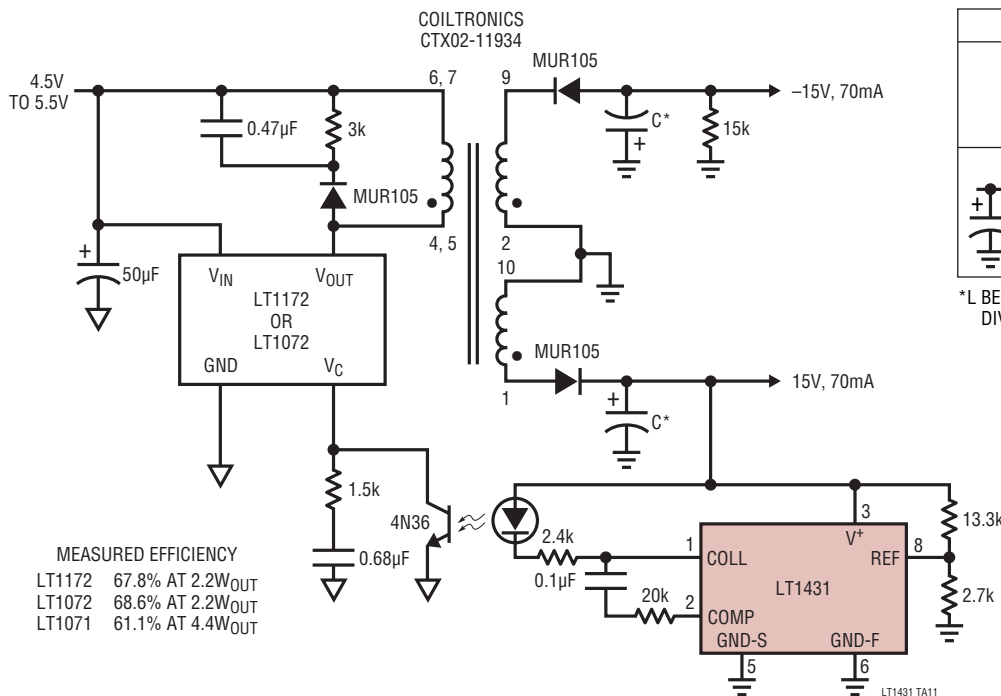 COILTRONICS
CTX02-11934
4.5V
TO 5.5V
0.47µF
3k
MUR105
6, 7
4, 5
9
2
10
1
MUR105
C*
+
15k
–15V, 70mA
+
50µF
VIN
VOUT
LT1172
OR
LT1072
GND
VC
MUR105
+
C*
15V, 70mA
1.5k
0.68µF
4N36
2.4k
0.1µF
20k
1
COLL
2
COMP
3
V+
REF
8
LT1431
GND-S
GND-F
5
6
13.3k
2.7k
MEASURED EFFICIENCY
LT1172 67.8% AT 2.2WOUT
LT1072 68.6% AT 2.2WOUT
LT1071 61.1% AT 4.4WOUT
+
*L BE
DIV
LT1431 TA11